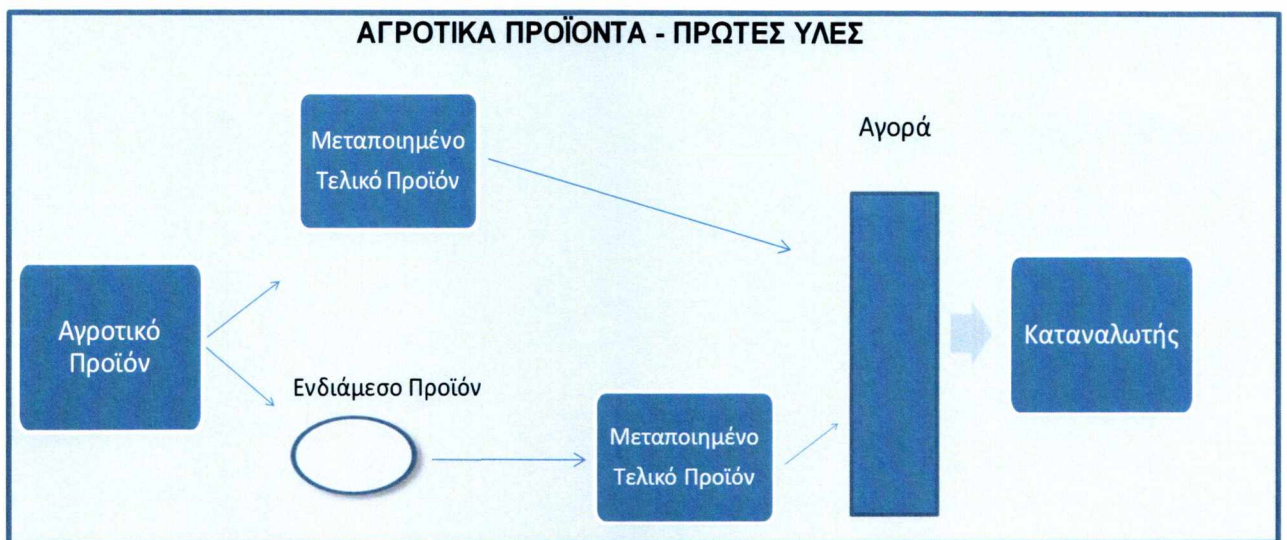 ΑΓΡΟΤΙΚΑ ΠΡΟΪΟΝΤΑ - ΠΡΩΤΕΣ ΥΛΕΣ
Μεταποιημένο
Τελικό Προϊόν
Αγορά
Αγροτικό
Προϊόν
Καταναλωτής
Ενδιάμεσο Προϊόν
Μεταποιημένο
Τελικό Προϊόν